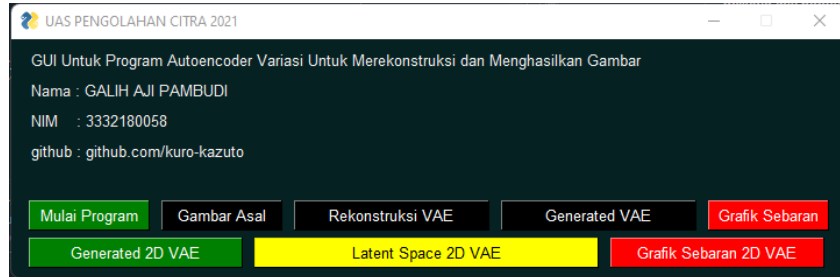 UAS PENGOLAHAN CITRA 2021
GUI Untuk Program Autoencoder Variasi Untuk Merekonstruksi dan Menghasilkan Gambar
Nama : GALIH AJI PAMBUDI
NIM : 3332180058
github : github.com/kuro-kazuto
Mulai Program Gambar Asal Rekonstruksi VAE Generated VAE Grafik Sebaran
Generated 2D VAE Latent Space 2D VAE Grafik Sebaran 2D VAE